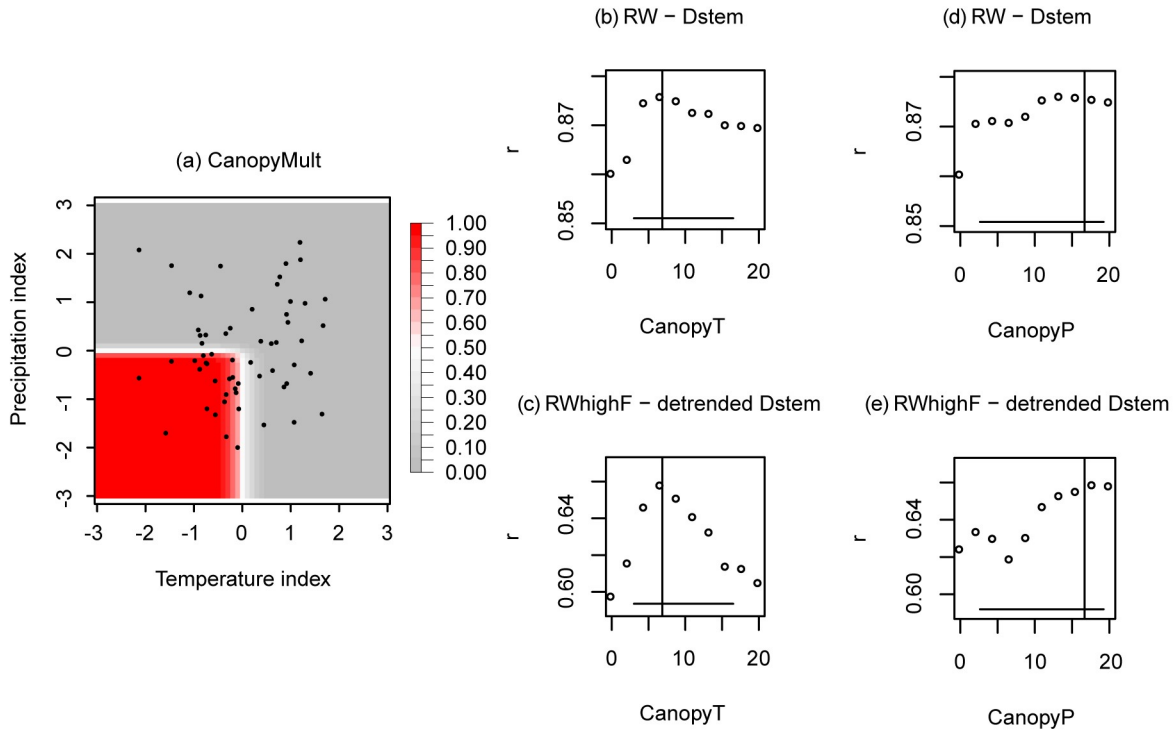 (a) CanopyMult
Precipitation index
3
2
1
0
-1
-2
-3
-3 -2 -1 0 1 2 3
Temperature index
1.00
0.90
0.80
0.70
0.60
0.50
0.40
0.30
0.20
0.10
0.00
(b) RW − Dstem
r
0.87
0.85
0 10 20
CanopyT
(d) RW − Dstem
r
0.87
0.85
0 10 20
CanopyP
(c) RWhighF − detrended Dstem
r
0.64
0.60
0 10 20
CanopyT
(e) RWhighF − detrended Dstem
r
0.64
0.60
0 10 20
CanopyP